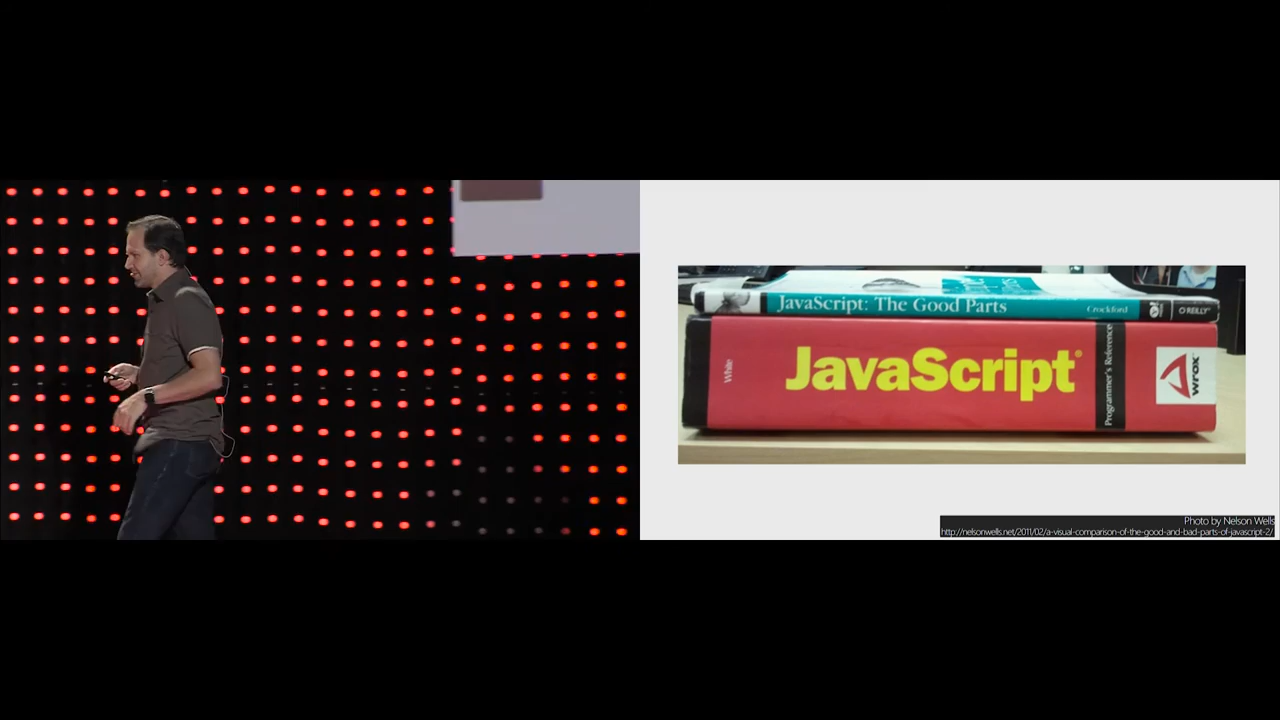 JavaScript: The Good Parts
Crockford
O'REILLY
White
JavaScript®
Programmer's Reference
wrox
Photo by Nelson Wells
http://nelsonwells.net/2011/02/a-visual-comparison-of-the-good-and-bad-parts-of-javascript-2/